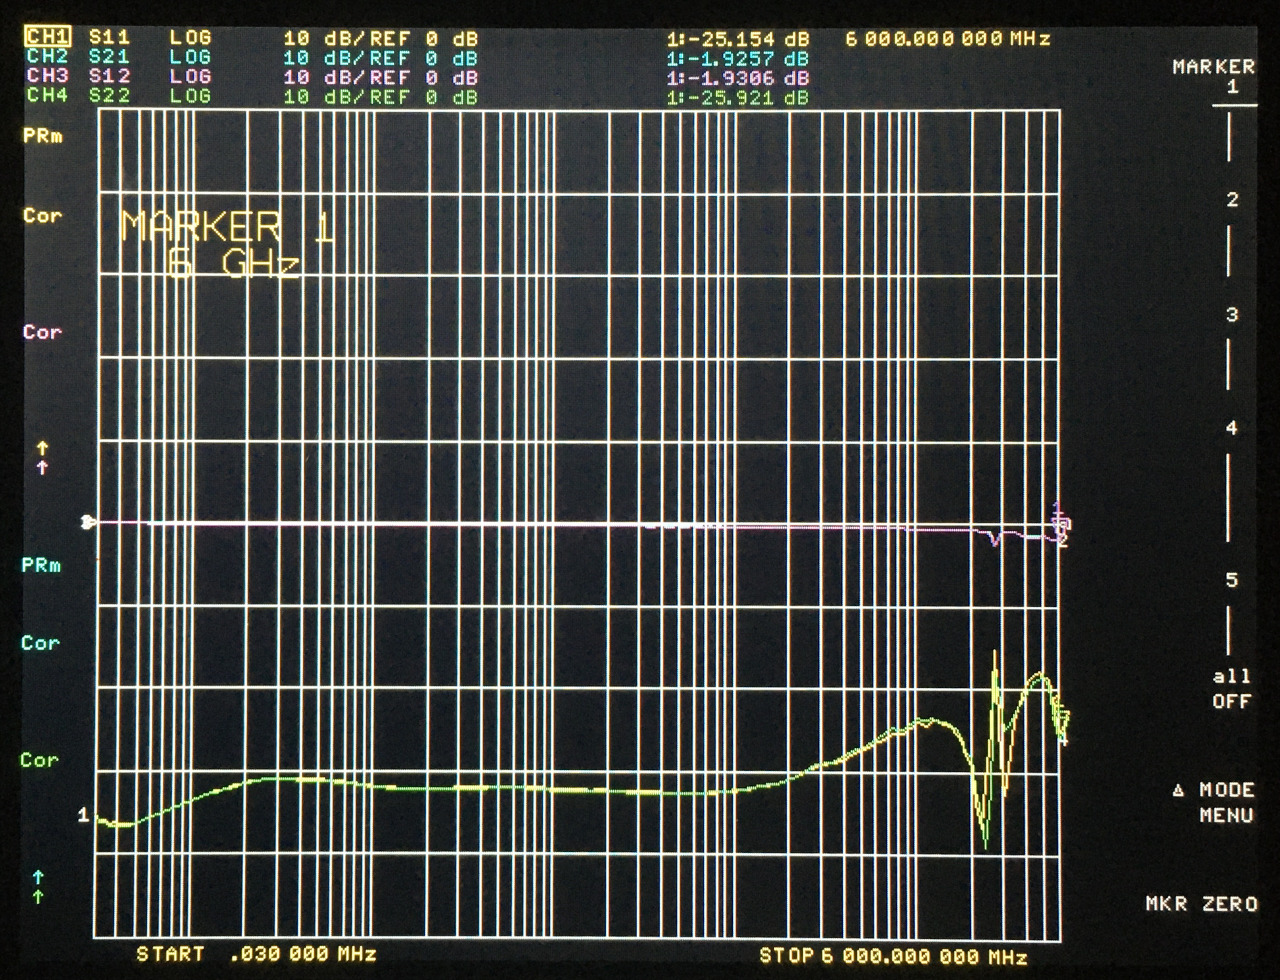 CH1 S11 LOG 10 dB/REF 0 dB 1:-25.154 dB 6 000.000 000 MHz
CH2 S21 LOG 10 dB/REF 0 dB 1:-1.9257 dB
CH3 S12 LOG 10 dB/REF 0 dB 1:-1.9306 dB
CH4 S22 LOG 10 dB/REF 0 dB 1:-25.921 dB
MARKER
1
PRm
Cor
MARKER 1
6 GHz
2
3
Cor
↑
↑
4
1
2
PRm
5
Cor
all
OFF
Cor
Δ MODE
MENU
1
↑
↑
MKR ZERO
START .030 000 MHz STOP 6 000.000 000 MHz